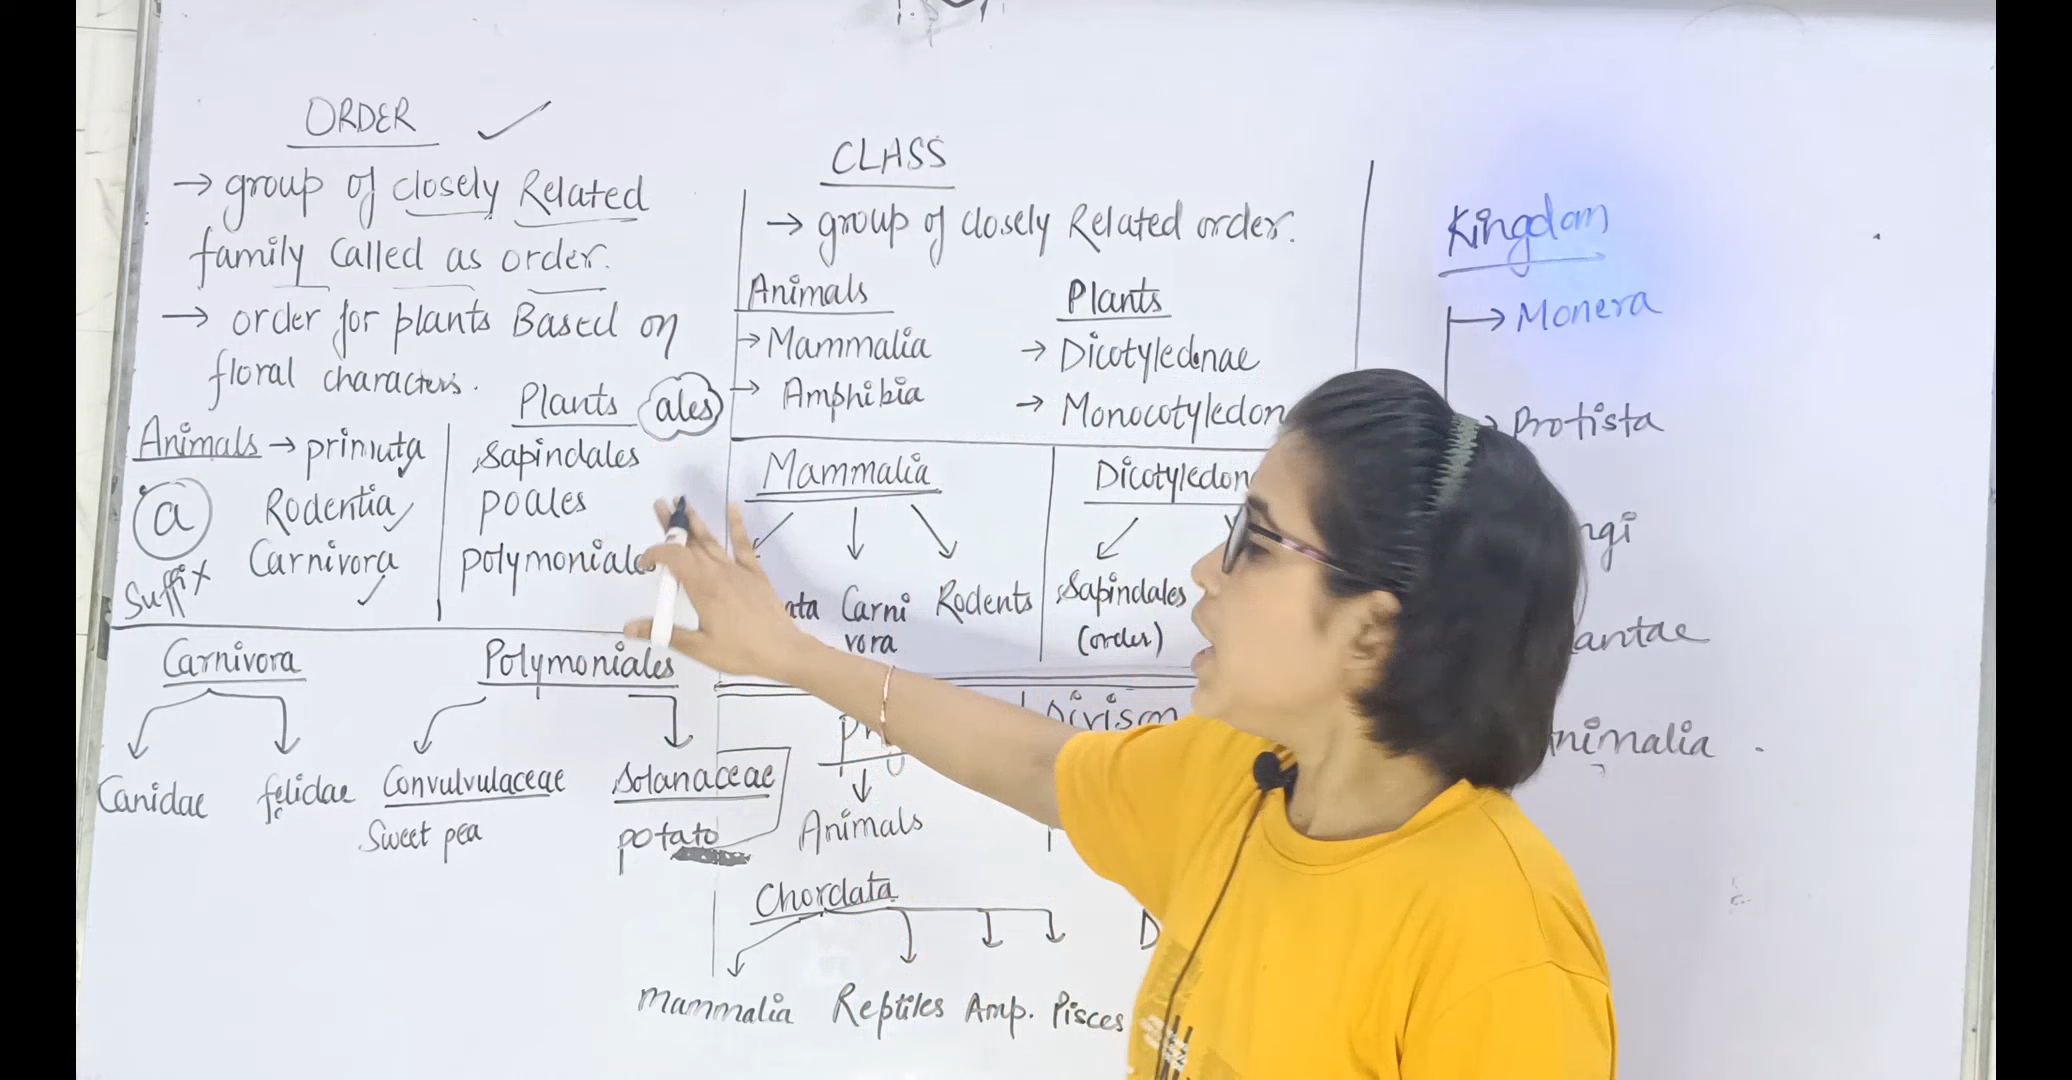 ORDER
→ group of closely Related
family Called as order.
→ order for plants Based on
floral characters.
Animals → primuta
Plants ales
a
Rodentia
Carnivora
Suffix
Sapindales
poales
polymoniales
Carnivora
Canidae felidae
Polymoniales
Convulvulaceae Solanaceae
Sweet pea potato
CLASS
→ group of closely Related order.
Animals
→ Mammalia
→ Amphibia
Plants
→ Dicotyledonae
→ Monocotyledon
Mammalia
Carni Rodents
vora
Dicotyledon
Sapindales
(order)
Divison
Animals
Chordata
Mammalia Reptiles Amp. Pisces
Kingdom
→ Monera
Protista
ngi
antae
nimalia